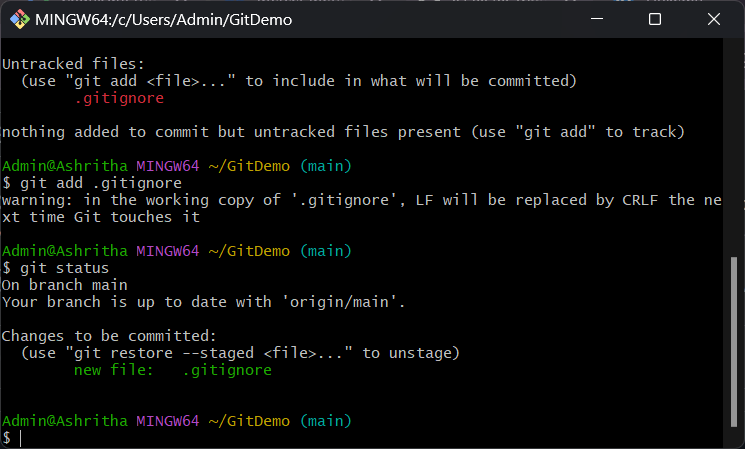 MINGW64:/c/Users/Admin/GitDemo
Untracked files:
  (use "git add <file>..." to include in what will be committed)
        .gitignore
nothing added to commit but untracked files present (use "git add" to track)
Admin@Ashritha MINGW64 ~/GitDemo (main)
$ git add .gitignore
warning: in the working copy of '.gitignore', LF will be replaced by CRLF the ne
xt time Git touches it
Admin@Ashritha MINGW64 ~/GitDemo (main)
$ git status
On branch main
Your branch is up to date with 'origin/main'.
Changes to be committed:
  (use "git restore --staged <file>..." to unstage)
        new file:   .gitignore
Admin@Ashritha MINGW64 ~/GitDemo (main)
$